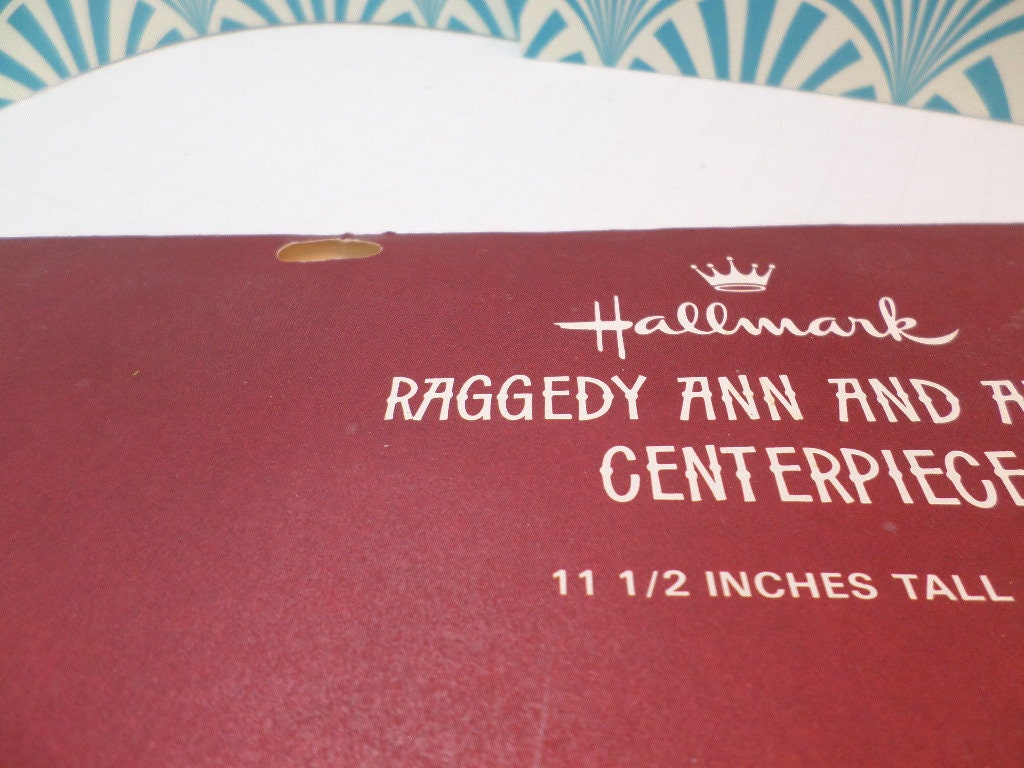 Hallmark
RAGGEDY ANN AND
CENTERPIECE
11 1/2 INCHES TALL